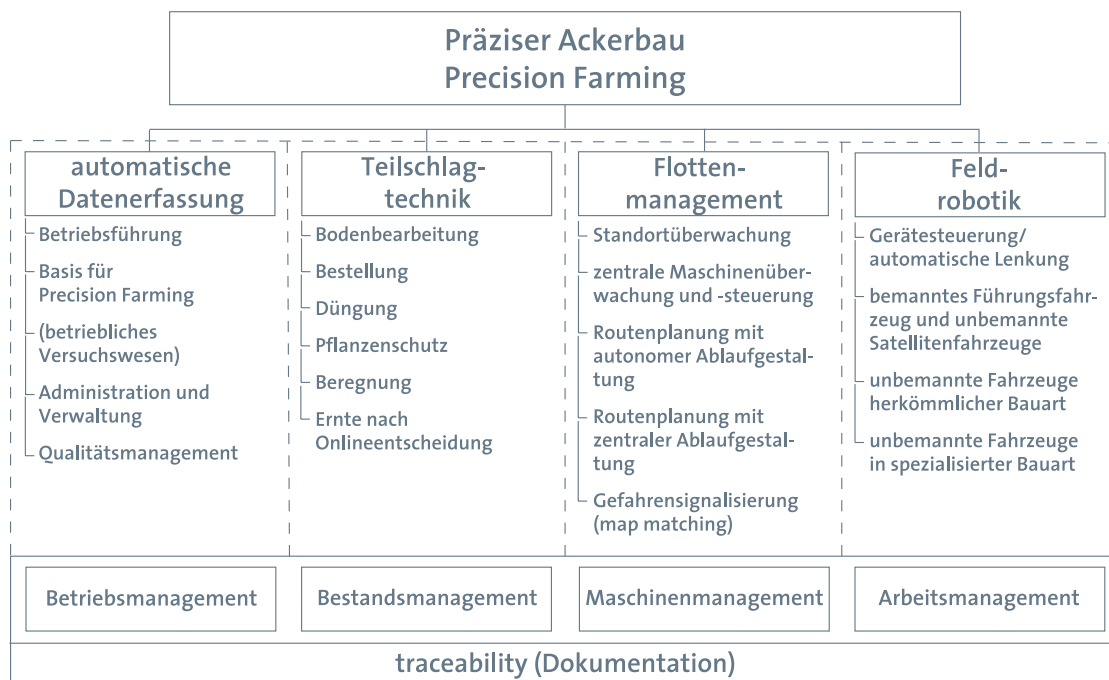 Präziser Ackerbau
Precision Farming
automatische
Datenerfassung
Betriebsführung
Basis für
Precision Farming
(betriebliches
Versuchswesen)
Administration und
Verwaltung
Qualitätsmanagement
Teilschlag-
technik
Bodenbearbeitung
Bestellung
Düngung
Pflanzenschutz
Beregnung
Ernte nach
Onlineentscheidung
Flotten-
management
Standortüberwachung
zentrale Maschinenüber-
wachung und -steuerung
Routenplanung mit
autonomer Ablaufgestal-
tung
Routenplanung mit
zentraler Ablaufgestal-
tung
Gefahrensignalisierung
(map matching)
Feld-
robotik
Gerätesteuerung/
automatische Lenkung
bemanntes Führungsfahr-
zeug und unbemannte
Satellitenfahrzeuge
unbemannte Fahrzeuge
herkömmlicher Bauart
unbemannte Fahrzeuge
in spezialisierter Bauart
Betriebsmanagement
Bestandsmanagement
Maschinenmanagement
Arbeitsmanagement
traceability (Dokumentation)